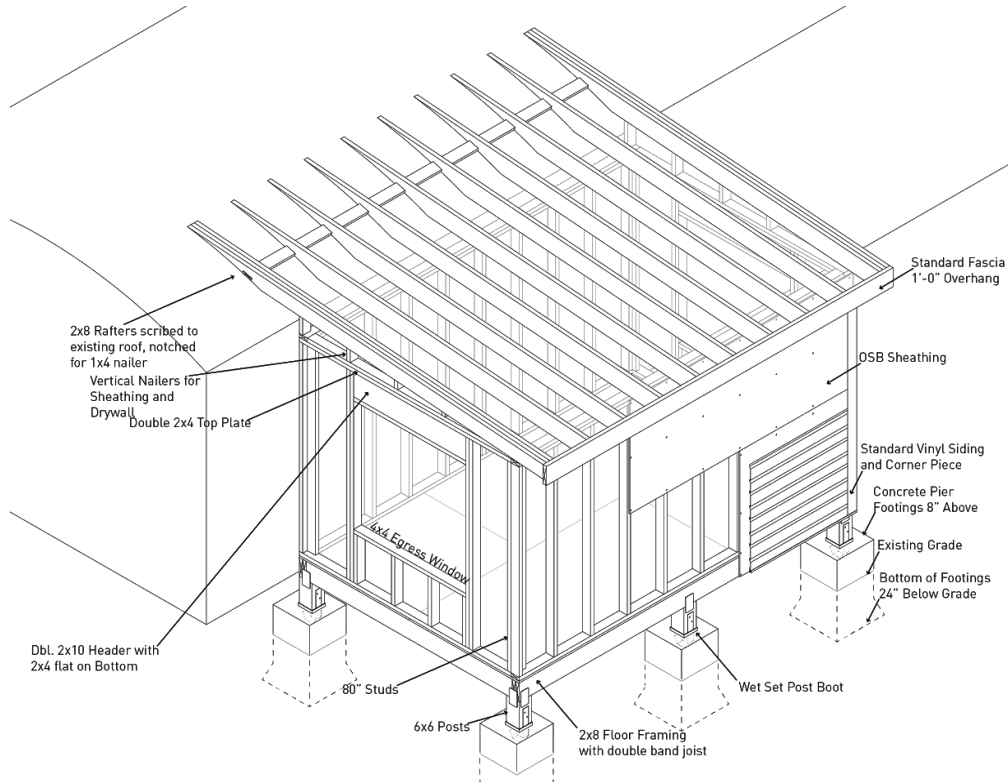 Standard Fascia
1'-0" Overhang
2x8 Rafters scribed to
existing roof, notched
for 1x4 nailer
Vertical Nailers for
Sheathing and
Drywall
Double 2x4 Top Plate
OSB Sheathing
Standard Vinyl Siding
and Corner Piece
Concrete Pier
Footings 8" Above
Existing Grade
Bottom of Footings
24" Below Grade
4x4 Egress Window
Dbl. 2x10 Header with
2x4 flat on Bottom
80" Studs
Wet Set Post Boot
6x6 Posts
2x8 Floor Framing
with double band joist